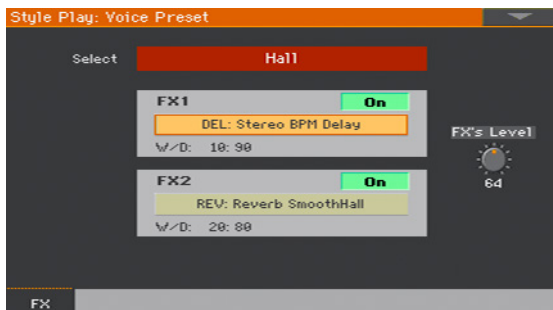 Style Play: Voice Preset
Select
Hall
FX1
On
DEL: Stereo BPM Delay
W/D: 10:90
FX's Level
64
FX2
On
REV: Reverb SmoothHall
W/D: 20:80
FX